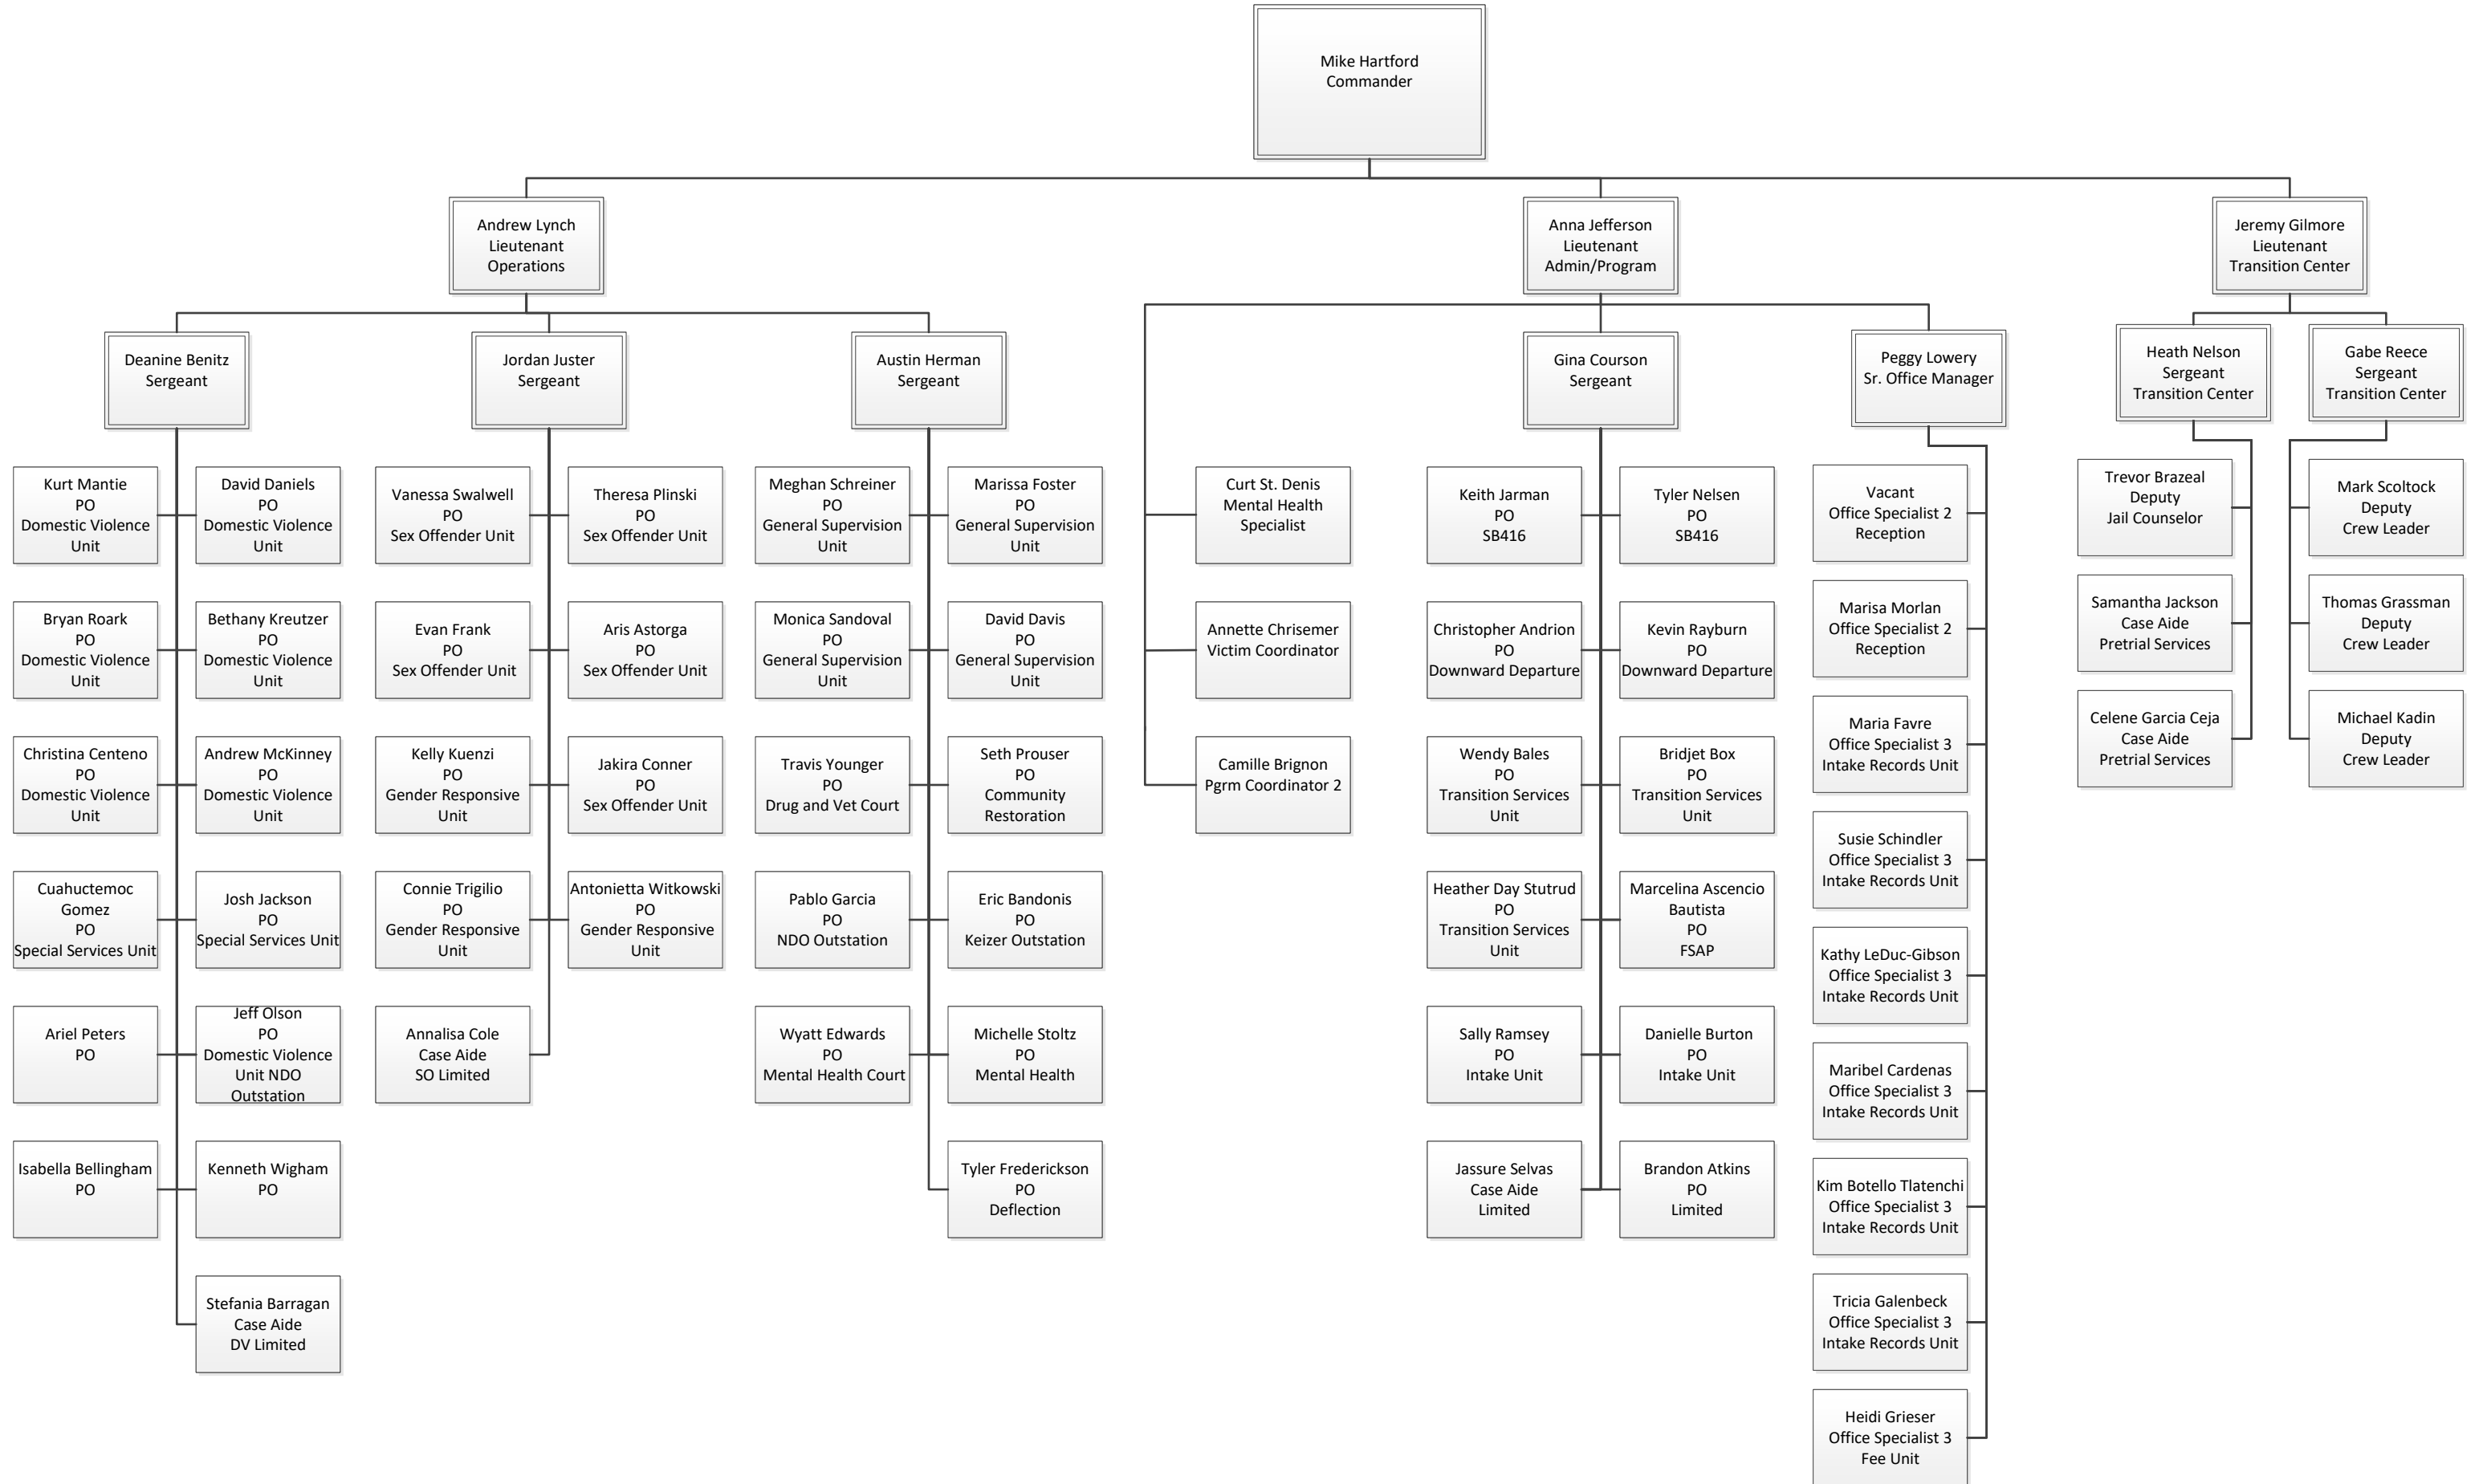 Mike Hartford
Commander
Andrew Lynch
Lieutenant
Operations
Anna Jefferson
Lieutenant
Admin/Program
Jeremy Gilmore
Lieutenant
Transition Center
Deanine Benitz
Sergeant
Jordan Juster
Sergeant
Austin Herman
Sergeant
Gina Courson
Sergeant
Peggy Lowery
Sr. Office Manager
Heath Nelson
Sergeant
Transition Center
Gabe Reece
Sergeant
Transition Center
Kurt Mantie
PO
Domestic Violence
Unit
David Daniels
PO
Domestic Violence
Unit
Bryan Roark
PO
Domestic Violence
Unit
Bethany Kreutzer
PO
Domestic Violence
Unit
Christina Centeno
PO
Domestic Violence
Unit
Andrew McKinney
PO
Domestic Violence
Unit
Cuahuctemoc
Gomez
PO
Special Services Unit
Josh Jackson
PO
Special Services Unit
Ariel Peters
PO
Jeff Olson
PO
Domestic Violence
Unit NDO
Outstation
Isabella Bellingham
PO
Kenneth Wigham
PO
Stefania Barragan
Case Aide
DV Limited
Vanessa Swalwell
PO
Sex Offender Unit
Theresa Plinski
PO
Sex Offender Unit
Evan Frank
PO
Sex Offender Unit
Aris Astorga
PO
Sex Offender Unit
Kelly Kuenzi
PO
Gender Responsive
Unit
Jakira Conner
PO
Sex Offender Unit
Connie Trigilio
PO
Gender Responsive
Unit
Antonietta Witkowski
PO
Gender Responsive
Unit
Annalisa Cole
Case Aide
SO Limited
Meghan Schreiner
PO
General Supervision
Unit
Marissa Foster
PO
General Supervision
Unit
Monica Sandoval
PO
General Supervision
Unit
David Davis
PO
General Supervision
Unit
Travis Younger
PO
Drug and Vet Court
Seth Prouser
PO
Community
Restoration
Pablo Garcia
PO
NDO Outstation
Eric Bandonis
PO
Keizer Outstation
Wyatt Edwards
PO
Mental Health Court
Michelle Stoltz
PO
Mental Health
Tyler Frederickson
PO
Deflection
Curt St. Denis
Mental Health
Specialist
Annette Chrisemer
Victim Coordinator
Camille Brignon
Pgrm Coordinator 2
Keith Jarman
PO
SB416
Tyler Nelsen
PO
SB416
Christopher Andrion
PO
Downward Departure
Kevin Rayburn
PO
Downward Departure
Wendy Bales
PO
Transition Services
Unit
Bridjet Box
PO
Transition Services
Unit
Heather Day Stutrud
PO
Transition Services
Unit
Marcelina Ascencio
Bautista
PO
FSAP
Sally Ramsey
PO
Intake Unit
Danielle Burton
PO
Intake Unit
Jassure Selvas
Case Aide
Limited
Brandon Atkins
PO
Limited
Vacant
Office Specialist 2
Reception
Marisa Morlan
Office Specialist 2
Reception
Maria Favre
Office Specialist 3
Intake Records Unit
Susie Schindler
Office Specialist 3
Intake Records Unit
Kathy LeDuc-Gibson
Office Specialist 3
Intake Records Unit
Maribel Cardenas
Office Specialist 3
Intake Records Unit
Kim Botello Tlatenchi
Office Specialist 3
Intake Records Unit
Tricia Galenbeck
Office Specialist 3
Intake Records Unit
Heidi Grieser
Office Specialist 3
Fee Unit
Trevor Brazeal
Deputy
Jail Counselor
Samantha Jackson
Case Aide
Pretrial Services
Celene Garcia Ceja
Case Aide
Pretrial Services
Mark Scoltock
Deputy
Crew Leader
Thomas Grassman
Deputy
Crew Leader
Michael Kadin
Deputy
Crew Leader